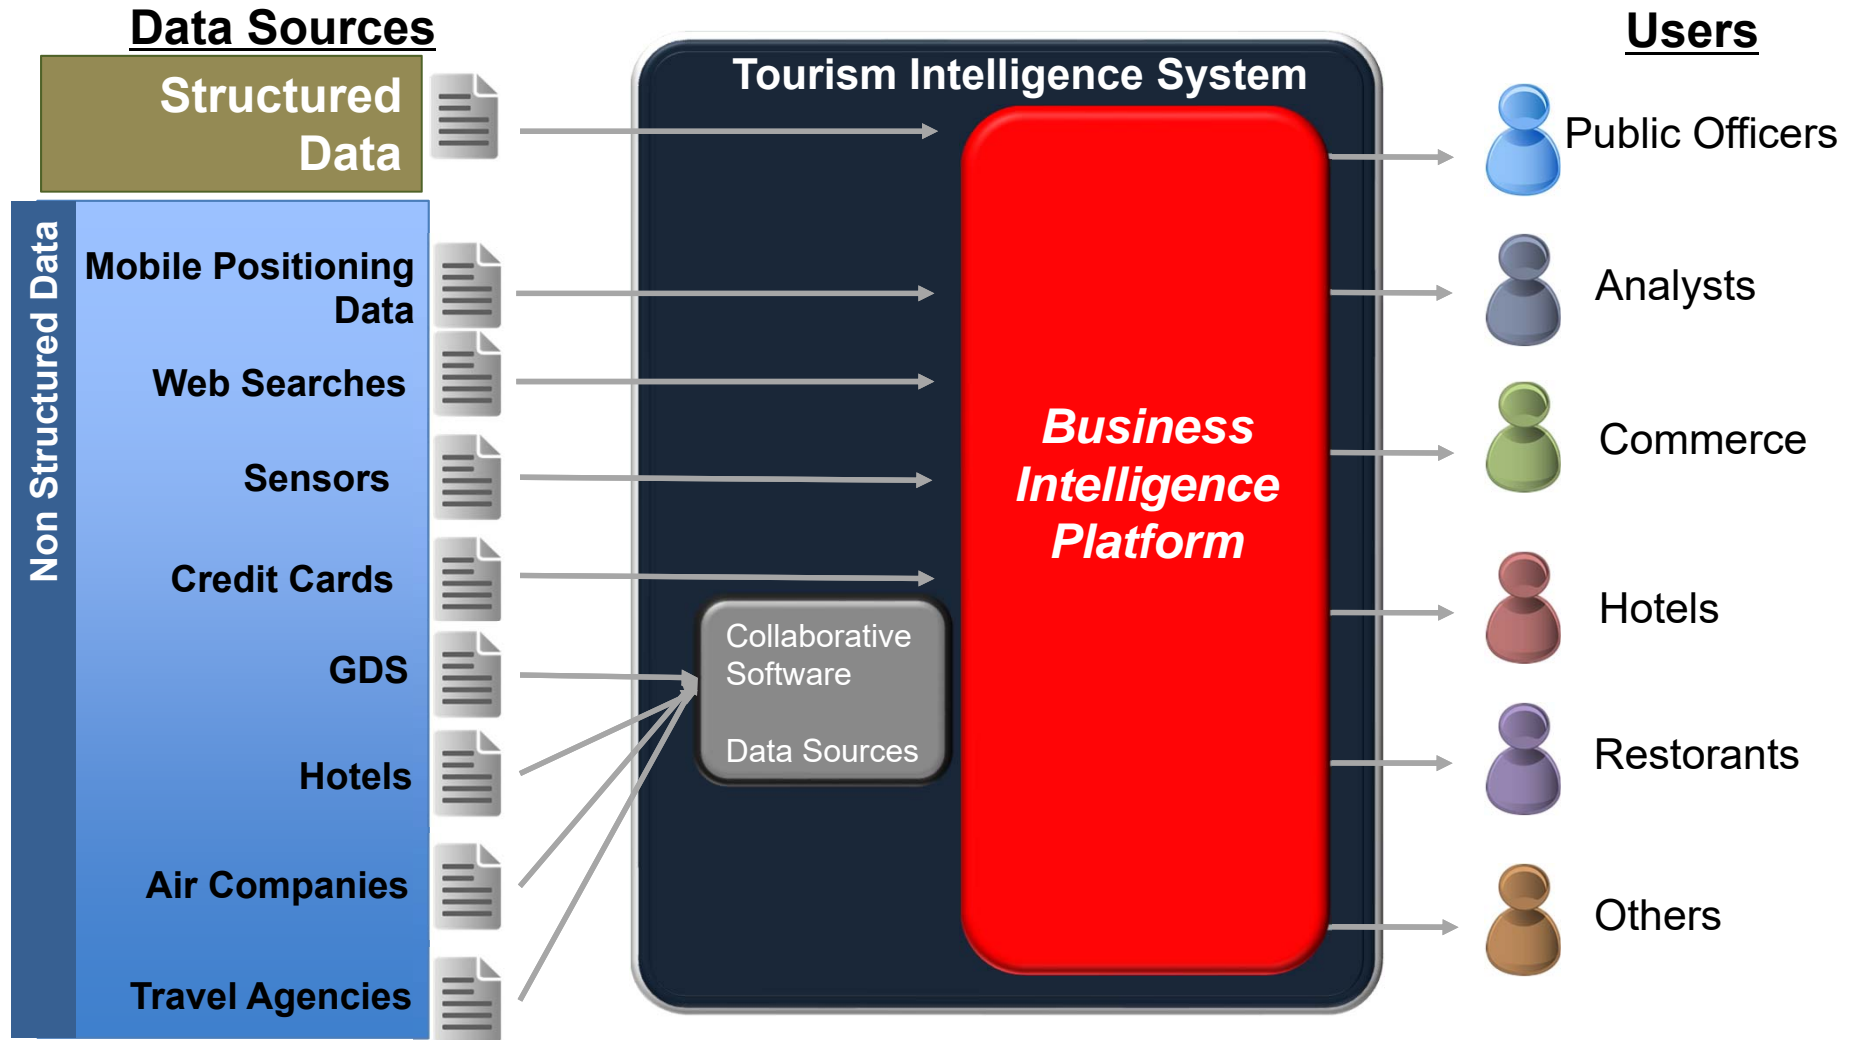 Data Sources
Structured
Data
Non Structured Data
Mobile Positioning
Data
Web Searches
Sensors
Credit Cards
GDS
Hotels
Air Companies
Travel Agencies
Tourism Intelligence System
Business
Intelligence
Platform
Collaborative
Software
Data Sources
Users
Public Officers
Analysts
Commerce
Hotels
Restorants
Others